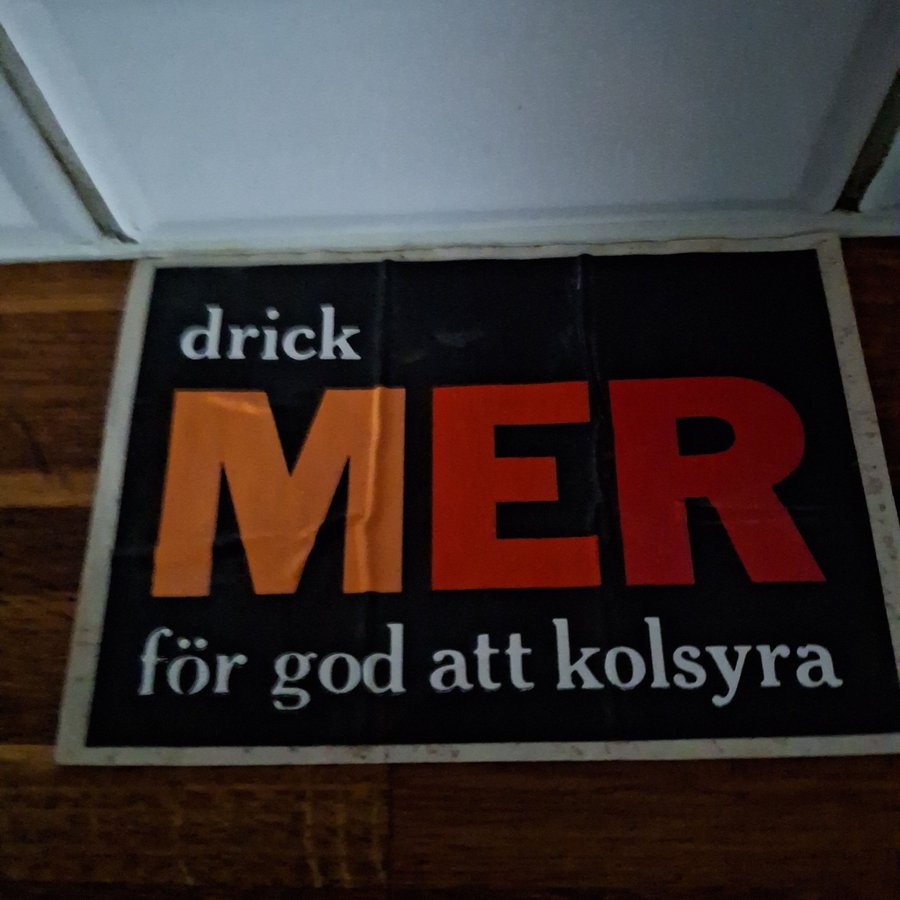 drick
MER
för god att kolsyra